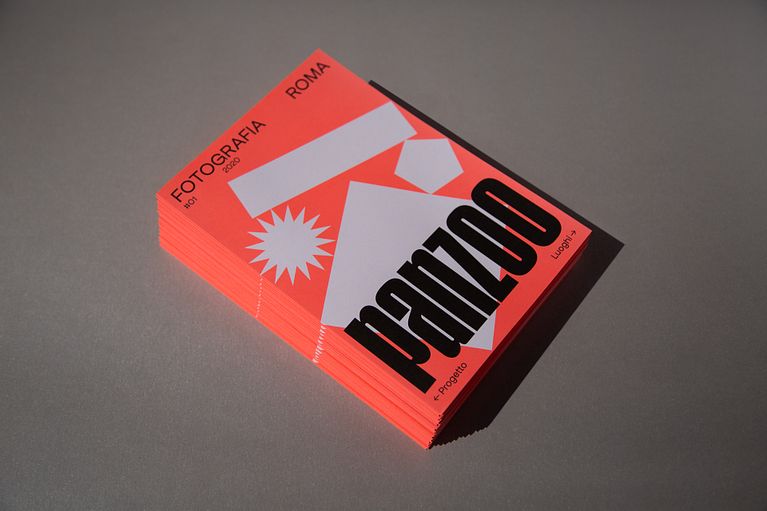 FOTOGRAFIA ROMA
#01 2020
panzoo
← Progetto Luoghi →